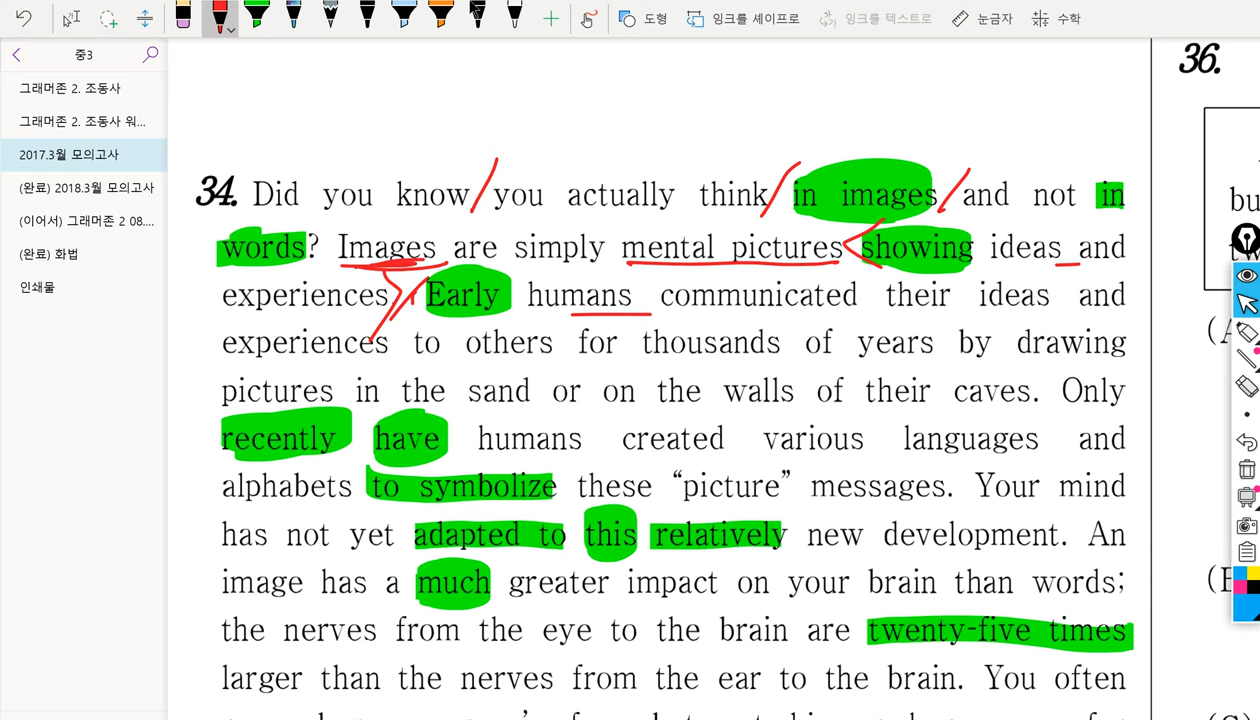 도형
잉크를 셰이프로
잉크를 텍스트로
눈금자
수학
중3
그래머존 2. 조동사
그래머존 2. 조동사 워...
2017.3월 모의고사
(완료) 2018.3월 모의고사
(이어서) 그래머존 2 08....
(완료) 화법
인쇄물
34. Did you know you actually think in images and not in
words? Images are simply mental pictures showing ideas and
experiences. Early humans communicated their ideas and
experiences to others for thousands of years by drawing
pictures in the sand or on the walls of their caves. Only
recently have humans created various languages and
alphabets to symbolize these “picture” messages. Your mind
has not yet adapted to this relatively new development. An
image has a much greater impact on your brain than words;
the nerves from the eye to the brain are twenty-five times
larger than the nerves from the ear to the brain. You often
36.
bu
tw
(A
(B